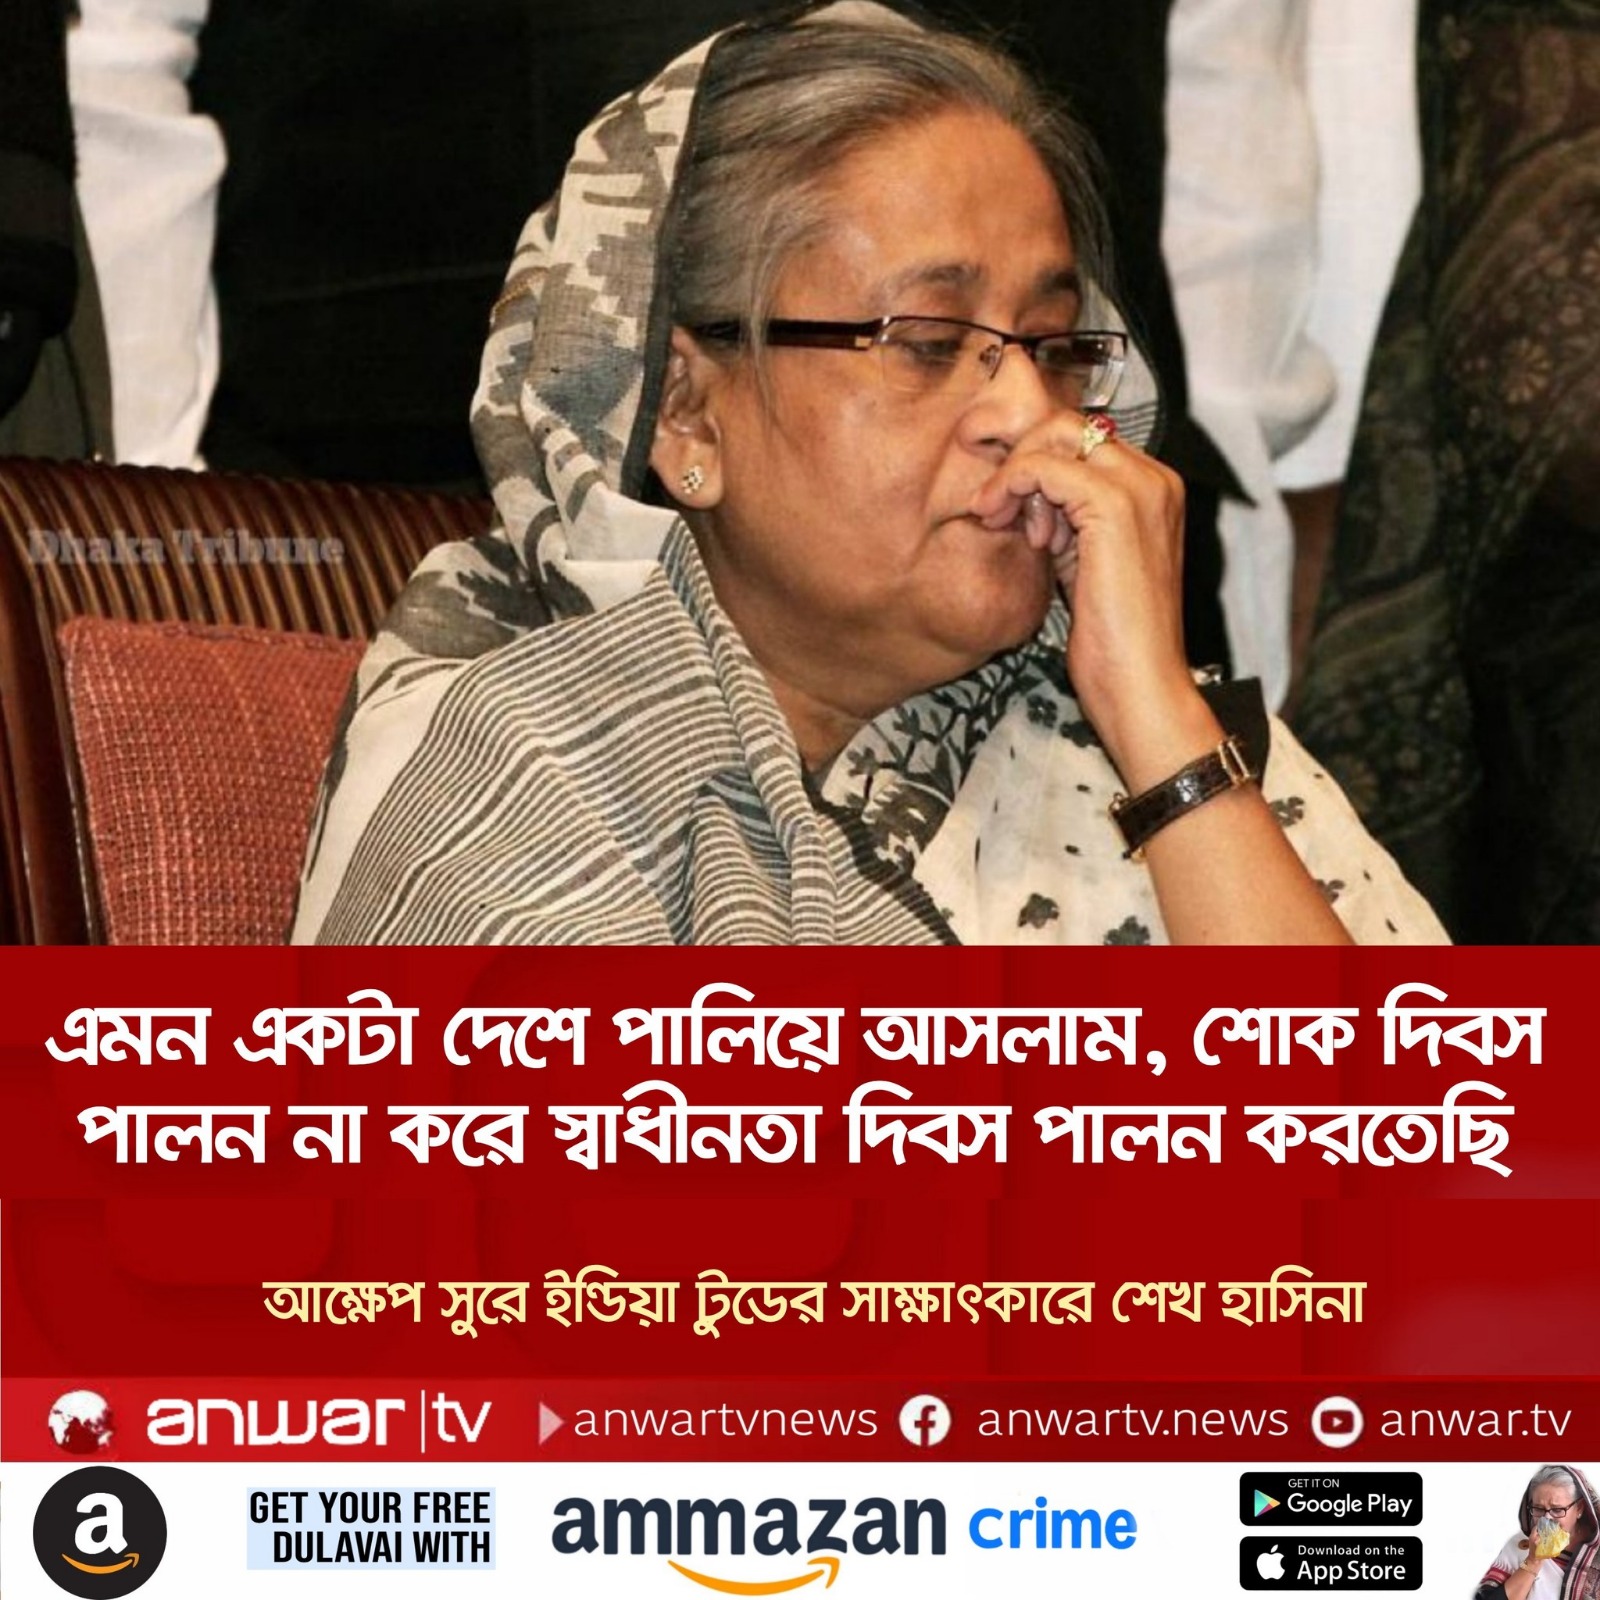 Dhaka Tribune
এমন একটা দেশে পালিয়ে আসলাম, শোক দিবস
পালন না করে স্বাধীনতা দিবস পালন করতেছি
আক্ষেপ সুরে ইন্ডিয়া টুডের সাক্ষাৎকারে শেখ হাসিনা
anwar|tv anwartvnews anwartv.news anwar.tv
a
GET YOUR FREE
DULAVAI WITH
ammazan crime
GET IT ON
Google Play
Download on the
App Store